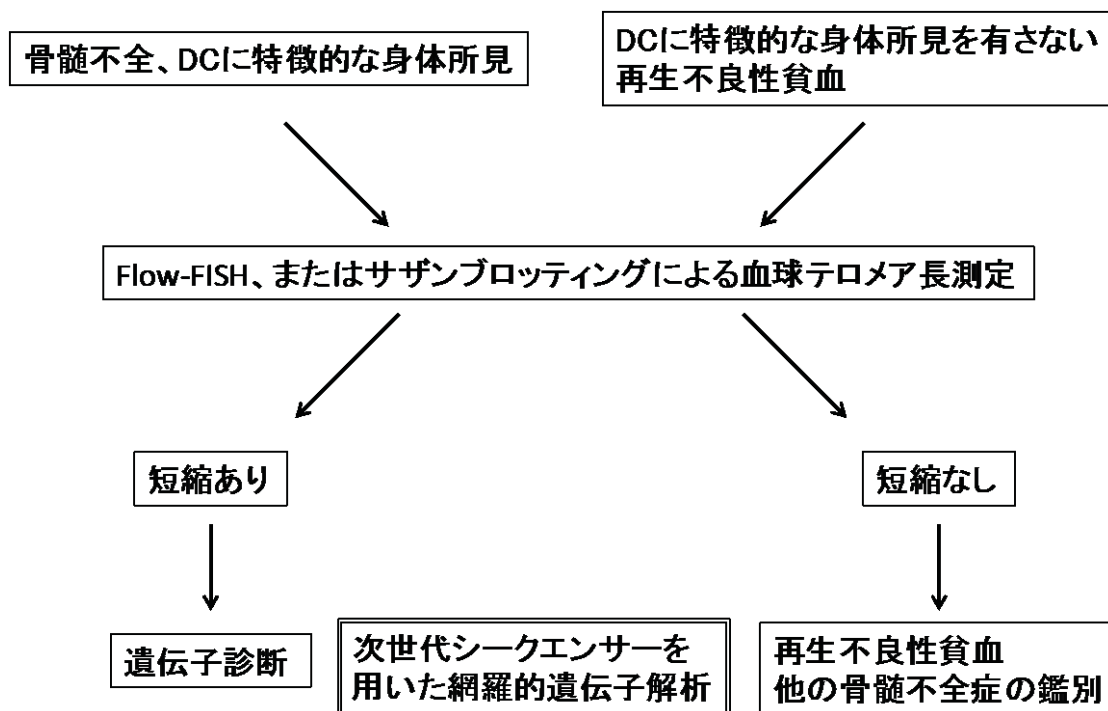 骨髄不全、DCに特徴的な身体所見
DCに特徴的な身体所見を有さない
再生不良性貧血
Flow-FISH、またはサザンブロッティングによる血球テロメア長測定
短縮あり
短縮なし
遺伝子診断
次世代シークエンサーを
用いた網羅的遺伝子解析
再生不良性貧血
他の骨髄不全症の鑑別